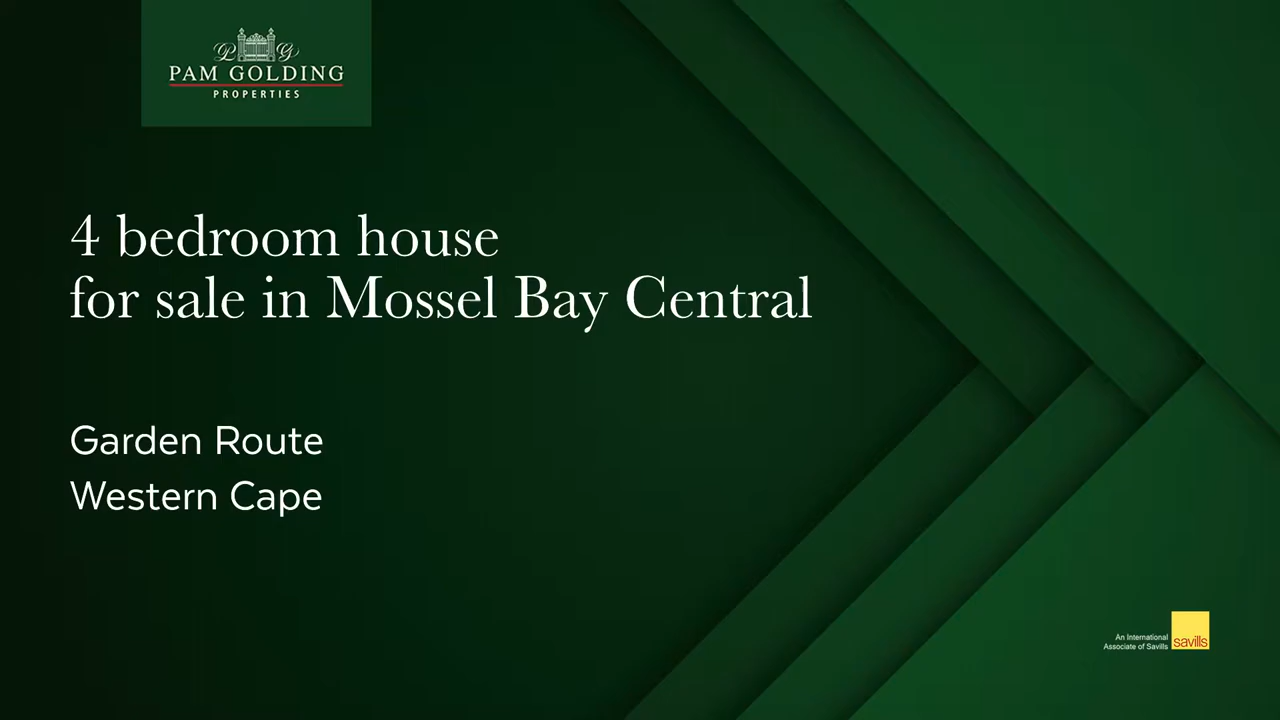 P G
PAM GOLDING
PROPERTIES
4 bedroom house
for sale in Mossel Bay Central
Garden Route
Western Cape
An International
Associate of Savills
savills